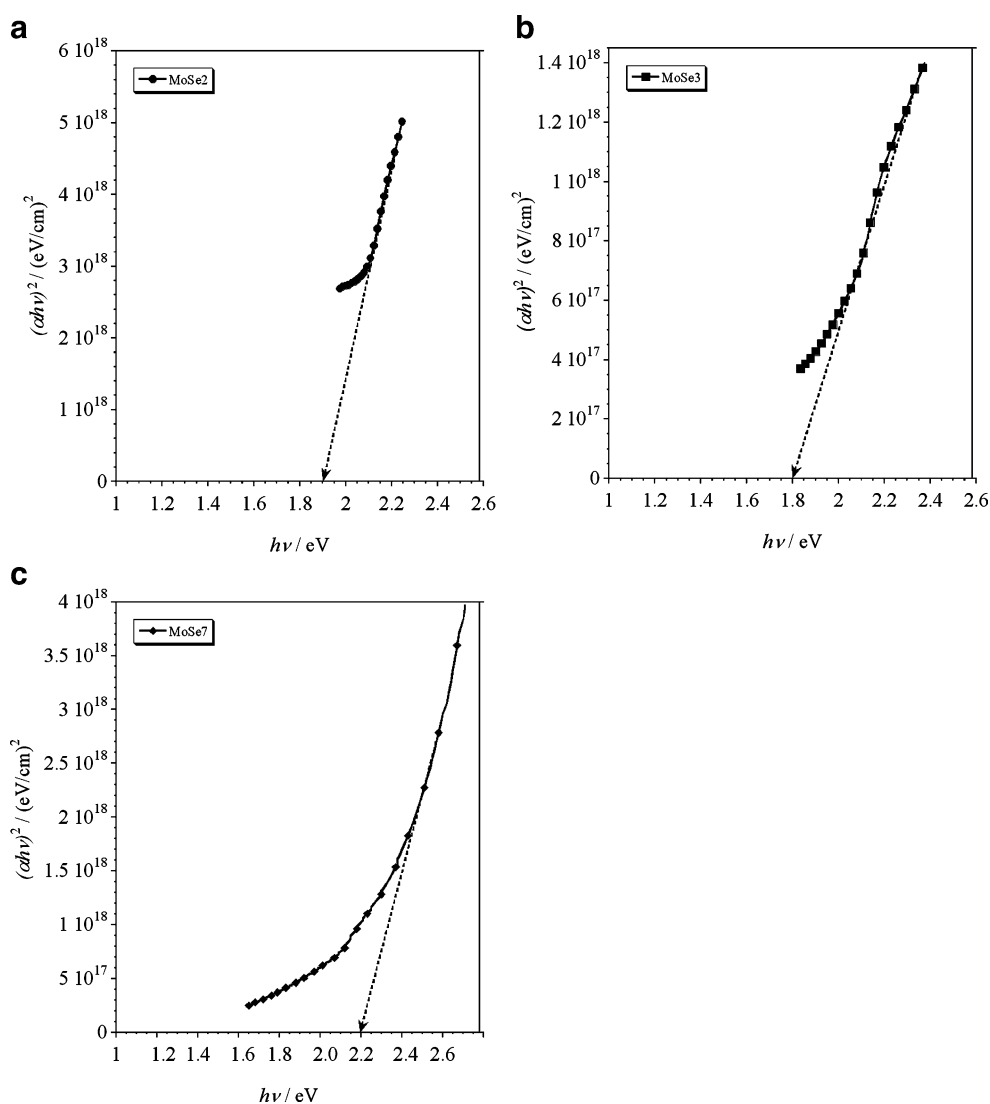 a
6 10^18
5 10^18
4 10^18
3 10^18
2 10^18
1 10^18
0
(αhν)^2 / (eV/cm)^2
MoSe2
1 1.2 1.4 1.6 1.8 2 2.2 2.4 2.6
hν / eV
b
1.4 10^18
1.2 10^18
1 10^18
8 10^17
6 10^17
4 10^17
2 10^17
0
(αhν)^2 / (eV/cm)^2
MoSe3
1 1.2 1.4 1.6 1.8 2 2.2 2.4 2.6
hν / eV
c
4 10^18
3.5 10^18
3 10^18
2.5 10^18
2 10^18
1.5 10^18
1 10^18
5 10^17
0
(αhν)^2 / (eV/cm)^2
MoSe7
1 1.2 1.4 1.6 1.8 2.0 2.2 2.4 2.6
hν / eV